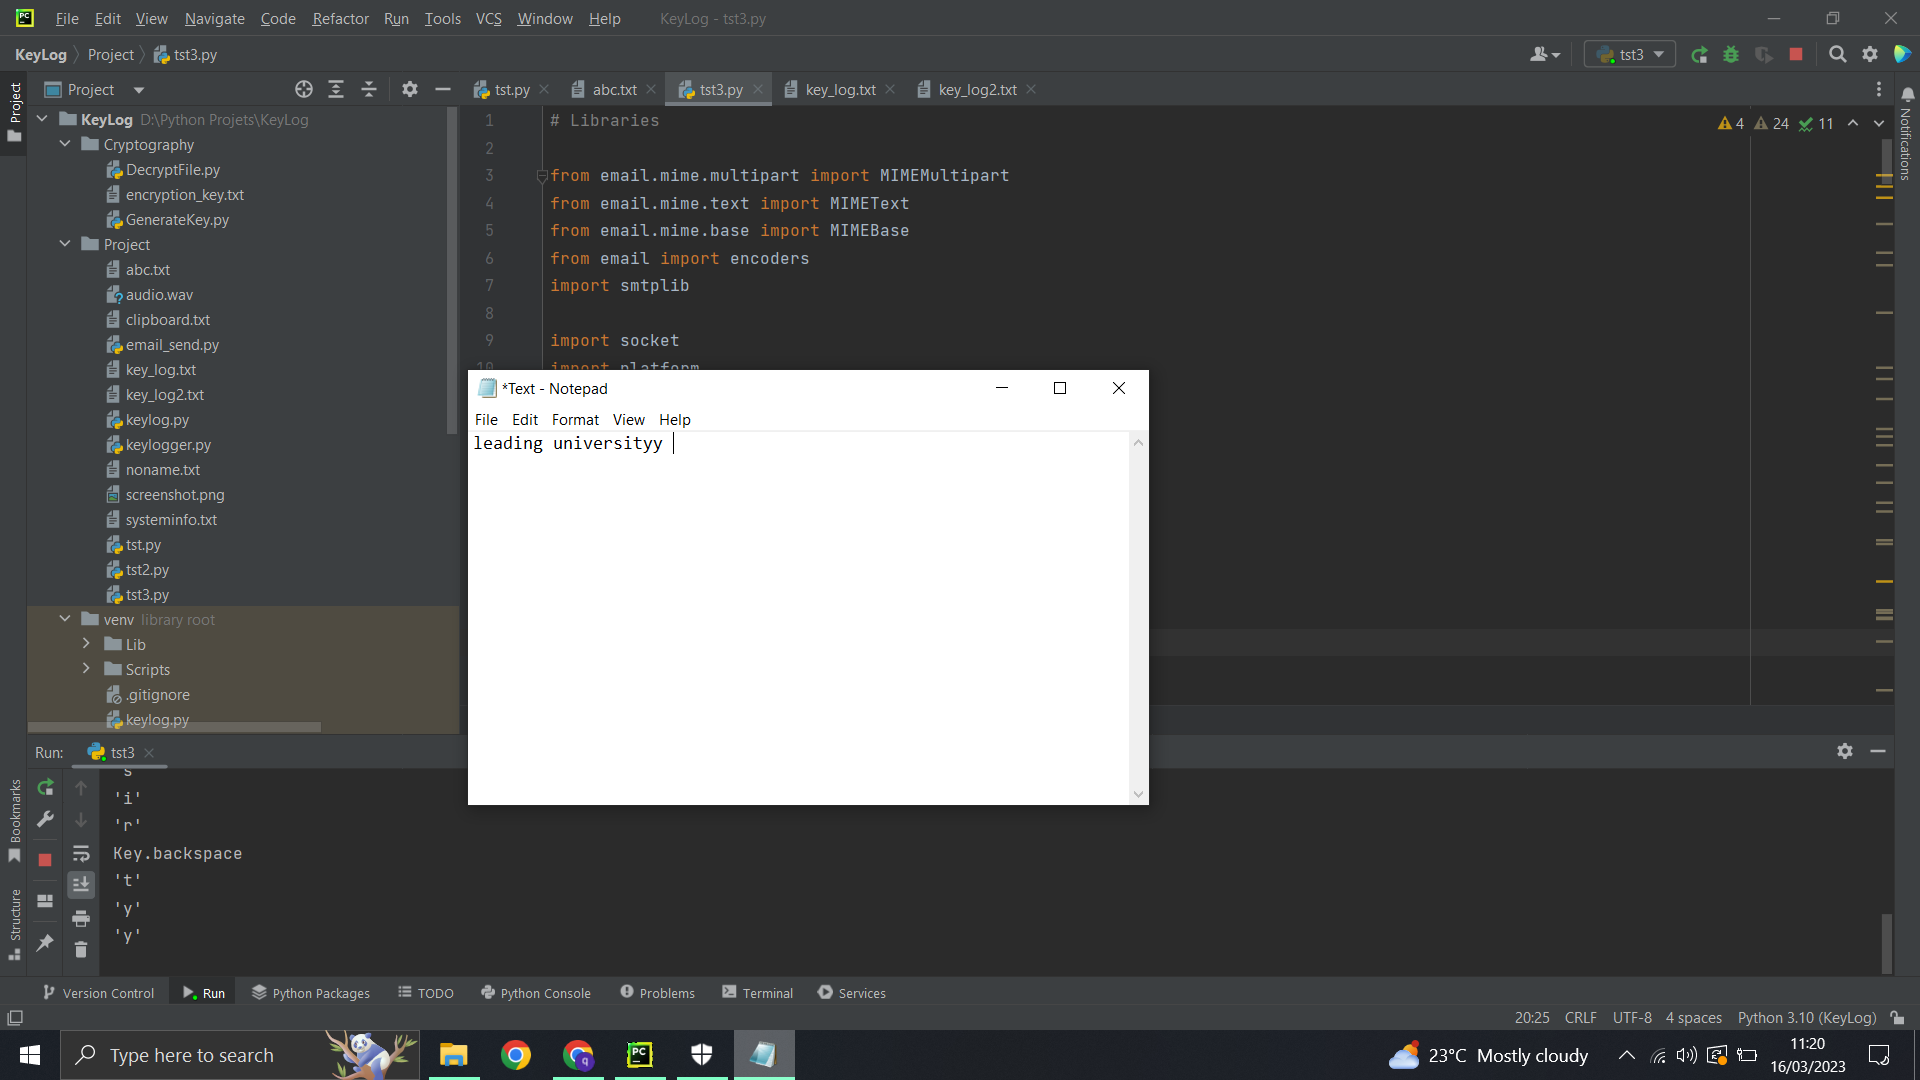 File Edit View Navigate Code Refactor Run Tools VCS Window Help KeyLog - tst3.py
KeyLog Project tst3.py
tst3
Project
Project
tst.py abc.txt tst3.py key_log.txt key_log2.txt
Notifications
KeyLog D:\Python Projets\KeyLog
Cryptography
DecryptFile.py
encryption_key.txt
GenerateKey.py
Project
abc.txt
audio.wav
clipboard.txt
email_send.py
key_log.txt
key_log2.txt
keylog.py
keylogger.py
noname.txt
screenshot.png
systeminfo.txt
tst.py
tst2.py
tst3.py
venv library root
Lib
Scripts
.gitignore
keylog.py
4 24 11
1 # Libraries
2
3 from email.mime.multipart import MIMEMultipart
4 from email.mime.text import MIMEText
5 from email.mime.base import MIMEBase
6 from email import encoders
7 import smtplib
8
9 import socket
10 import platform
*Text - Notepad
File Edit Format View Help
leading universityy
Run: tst3
's
'i'
'r'
Key.backspace
't'
'y'
'y'
Bookmarks
Structure
Version Control Run Python Packages TODO Python Console Problems Terminal Services
20:25 CRLF UTF-8 4 spaces Python 3.10 (KeyLog)
Type here to search
23°C Mostly cloudy
11:20
16/03/2023